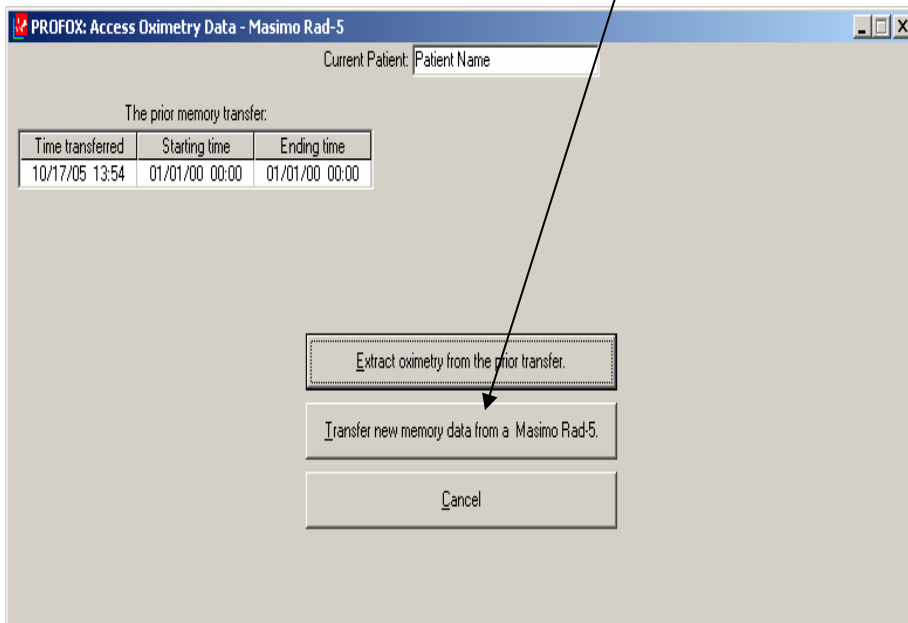 PROFOX: Access Oximetry Data - Masimo Rad-5
Current Patient: Patient Name
The prior memory transfer:
Time transferred Starting time Ending time
10/17/05 13:54 01/01/00 00:00 01/01/00 00:00
Extract oximetry from the prior transfer.
Transfer new memory data from a Masimo Rad-5.
Cancel